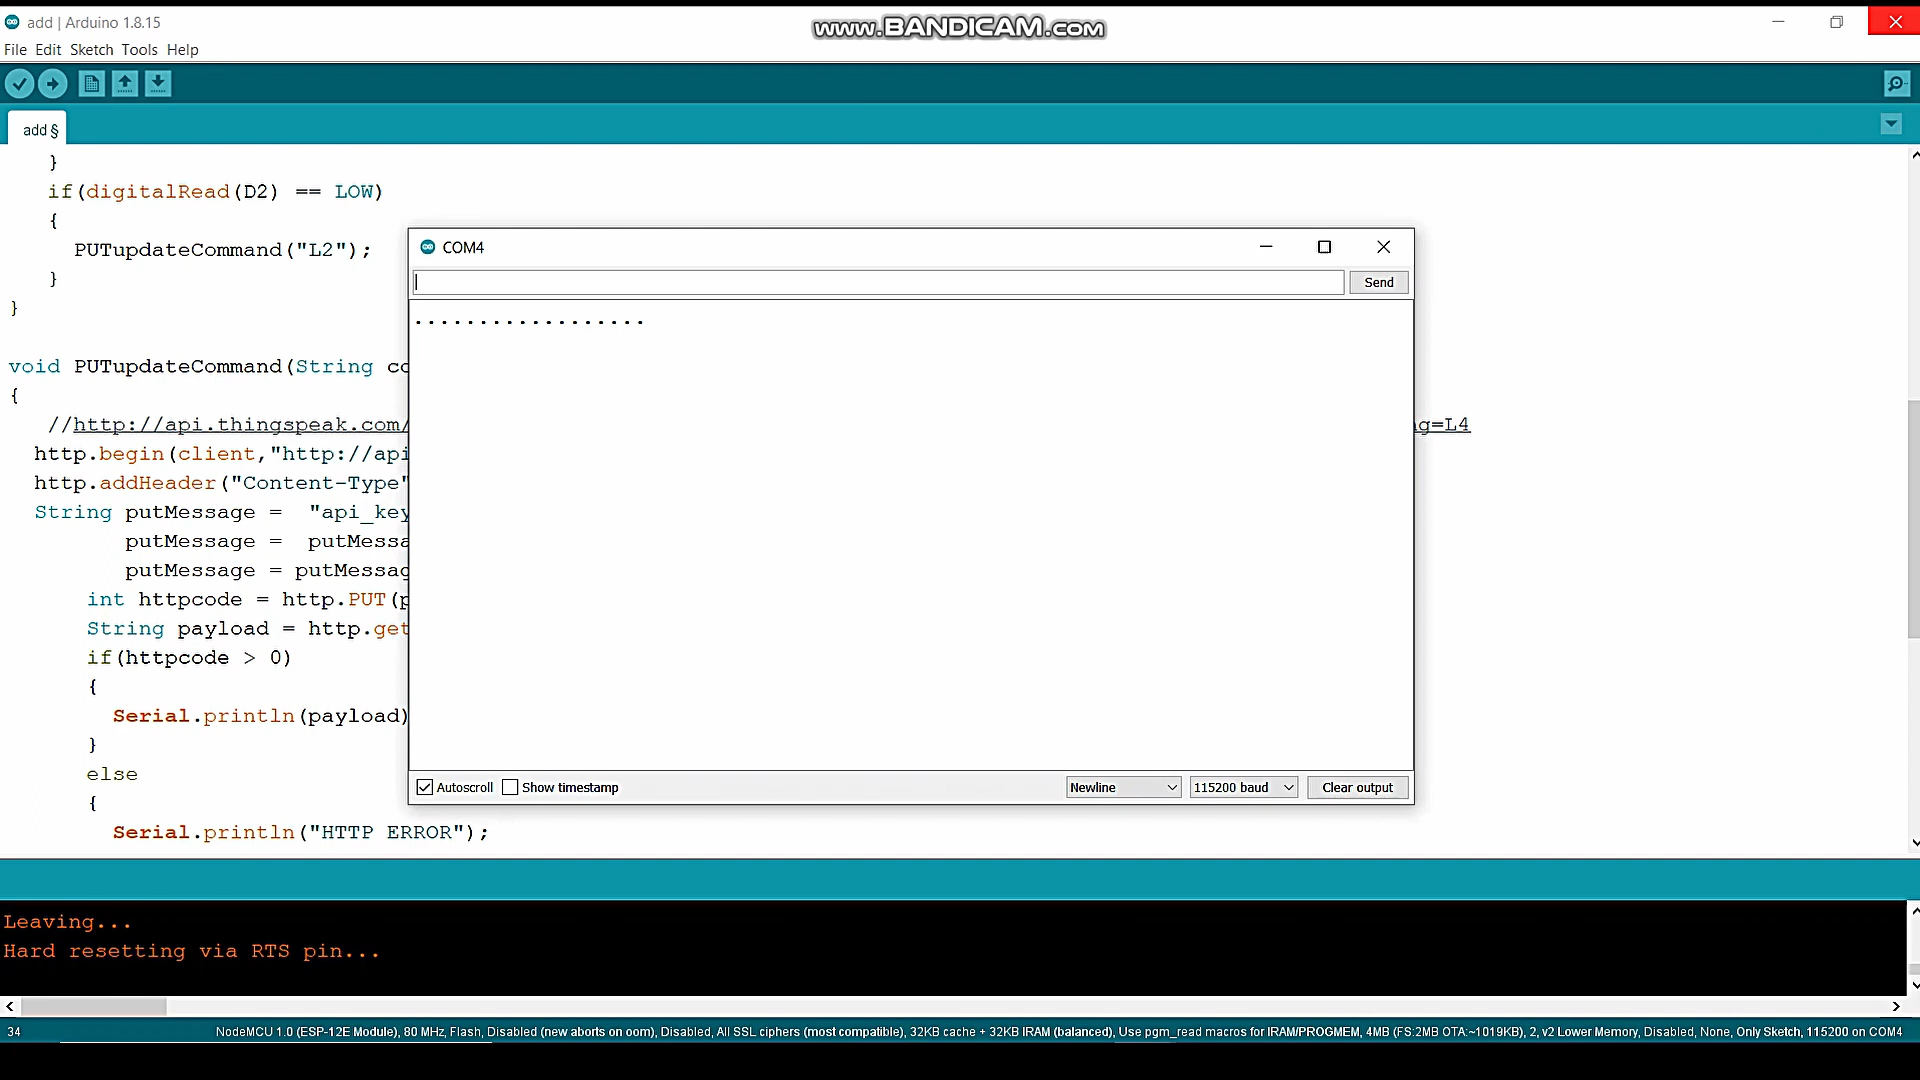 add | Arduino 1.8.15
www.BANDICAM.com
File Edit Sketch Tools Help
add §
}
if(digitalRead(D2) == LOW)
{
PUTupdateCommand("L2");
}
}
void PUTupdateCommand(String co
{
//http://api.thingspeak.com/
g=L4
http.begin(client,"http://api
http.addHeader("Content-Type"
String putMessage = "api_key
putMessage = putMessa
putMessage = putMessag
int httpcode = http.PUT(p
String payload = http.get
if(httpcode > 0)
{
Serial.println(payload)
}
else
{
Serial.println("HTTP ERROR");
COM4
Send
..................
Autoscroll
Show timestamp
Newline
115200 baud
Clear output
Leaving...
Hard resetting via RTS pin...
34
NodeMCU 1.0 (ESP-12E Module), 80 MHz, Flash, Disabled (new aborts on oom), Disabled, All SSL ciphers (most compatible), 32KB cache + 32KB IRAM (balanced), Use pgm_read macros for IRAM/PROGMEM, 4MB (FS:2MB OTA:~1019KB), 2, v2 Lower Memory, Disabled, None, Only Sketch, 115200 on COM4